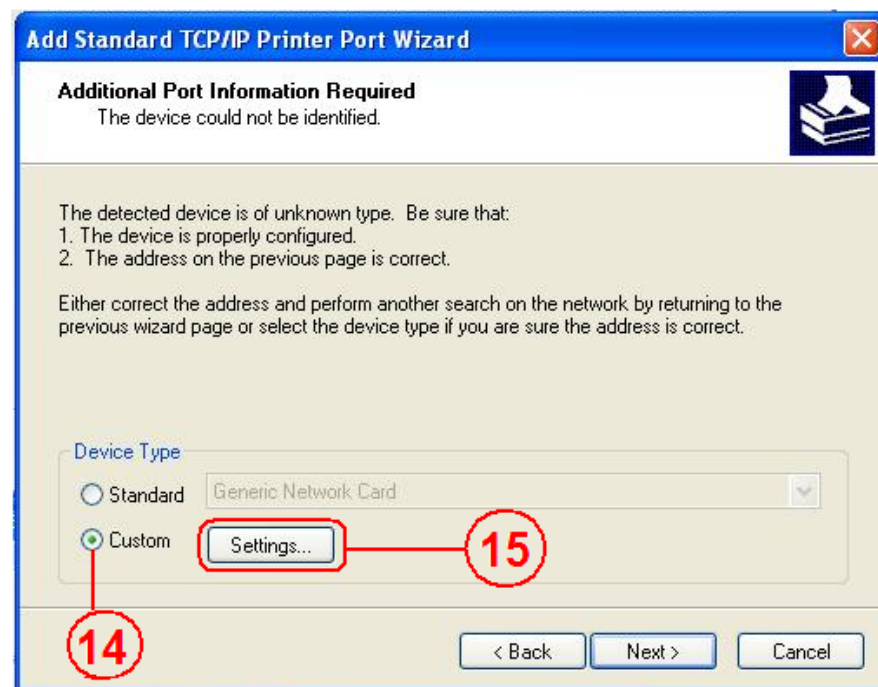 Add Standard TCP/IP Printer Port Wizard
Additional Port Information Required
The device could not be identified.
The detected device is of unknown type. Be sure that:
1. The device is properly configured.
2. The address on the previous page is correct.
Either correct the address and perform another search on the network by returning to the
previous wizard page or select the device type if you are sure the address is correct.
Device Type
Standard Generic Network Card
Custom Settings... 15
14
< Back Next > Cancel